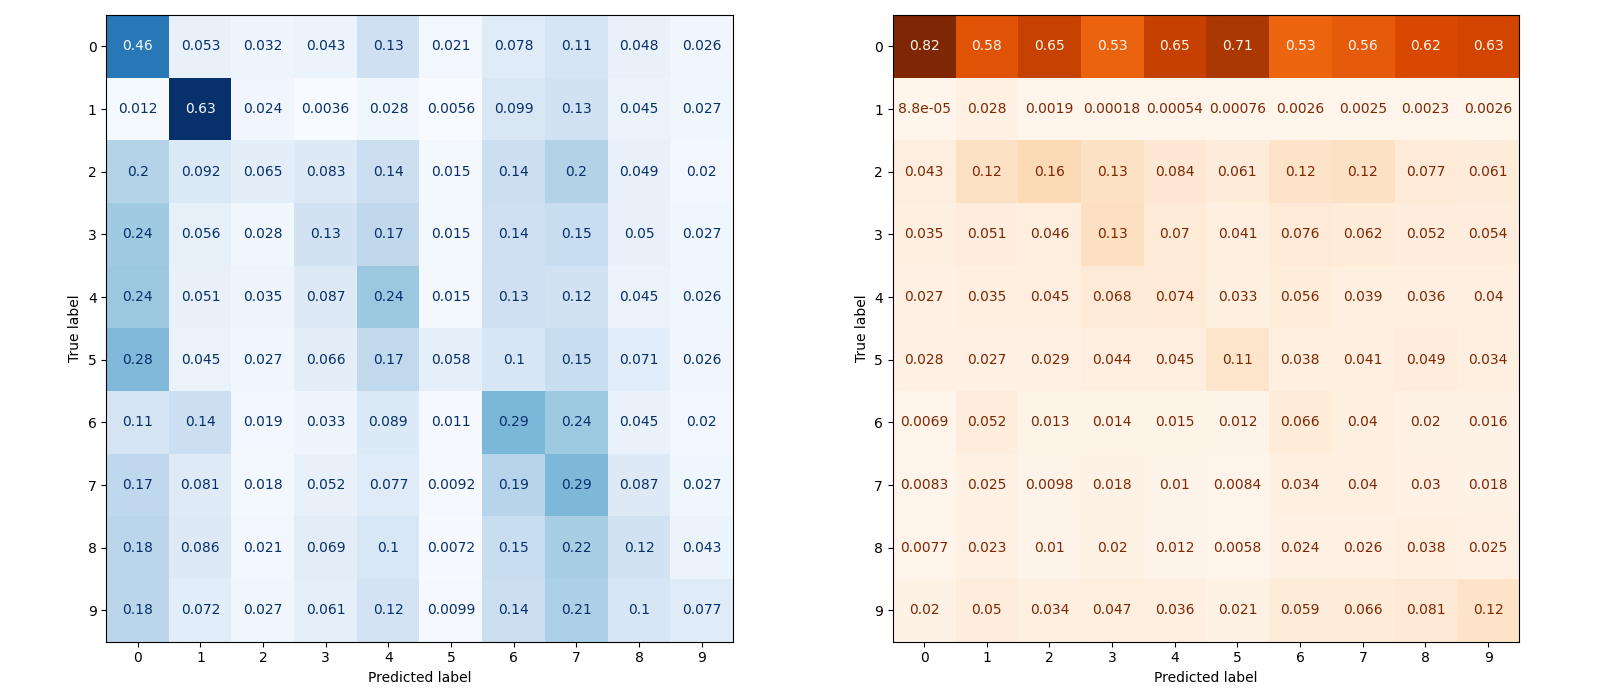 0 0.46 0.053 0.032 0.043 0.13 0.021 0.078 0.11 0.048 0.026
1 0.012 0.63 0.024 0.0036 0.028 0.0056 0.099 0.13 0.045 0.027
2 0.2 0.092 0.065 0.083 0.14 0.015 0.14 0.2 0.049 0.02
3 0.24 0.056 0.028 0.13 0.17 0.015 0.14 0.15 0.05 0.027
4 0.24 0.051 0.035 0.087 0.24 0.015 0.13 0.12 0.045 0.026
5 0.28 0.045 0.027 0.066 0.17 0.058 0.1 0.15 0.071 0.026
6 0.11 0.14 0.019 0.033 0.089 0.011 0.29 0.24 0.045 0.02
7 0.17 0.081 0.018 0.052 0.077 0.0092 0.19 0.29 0.087 0.027
8 0.18 0.086 0.021 0.069 0.1 0.0072 0.15 0.22 0.12 0.043
9 0.18 0.072 0.027 0.061 0.12 0.0099 0.14 0.21 0.1 0.077
0 1 2 3 4 5 6 7 8 9
Predicted label
True label
0 0.82 0.58 0.65 0.53 0.65 0.71 0.53 0.56 0.62 0.63
1 8.8e-05 0.028 0.0019 0.00018 0.00054 0.00076 0.0026 0.0025 0.0023 0.0026
2 0.043 0.12 0.16 0.13 0.084 0.061 0.12 0.12 0.077 0.061
3 0.035 0.051 0.046 0.13 0.07 0.041 0.076 0.062 0.052 0.054
4 0.027 0.035 0.045 0.068 0.074 0.033 0.056 0.039 0.036 0.04
5 0.028 0.027 0.029 0.044 0.045 0.11 0.038 0.041 0.049 0.034
6 0.0069 0.052 0.013 0.014 0.015 0.012 0.066 0.04 0.02 0.016
7 0.0083 0.025 0.0098 0.018 0.01 0.0084 0.034 0.04 0.03 0.018
8 0.0077 0.023 0.01 0.02 0.012 0.0058 0.024 0.026 0.038 0.025
9 0.02 0.05 0.034 0.047 0.036 0.021 0.059 0.066 0.081 0.12
0 1 2 3 4 5 6 7 8 9
Predicted label
True label